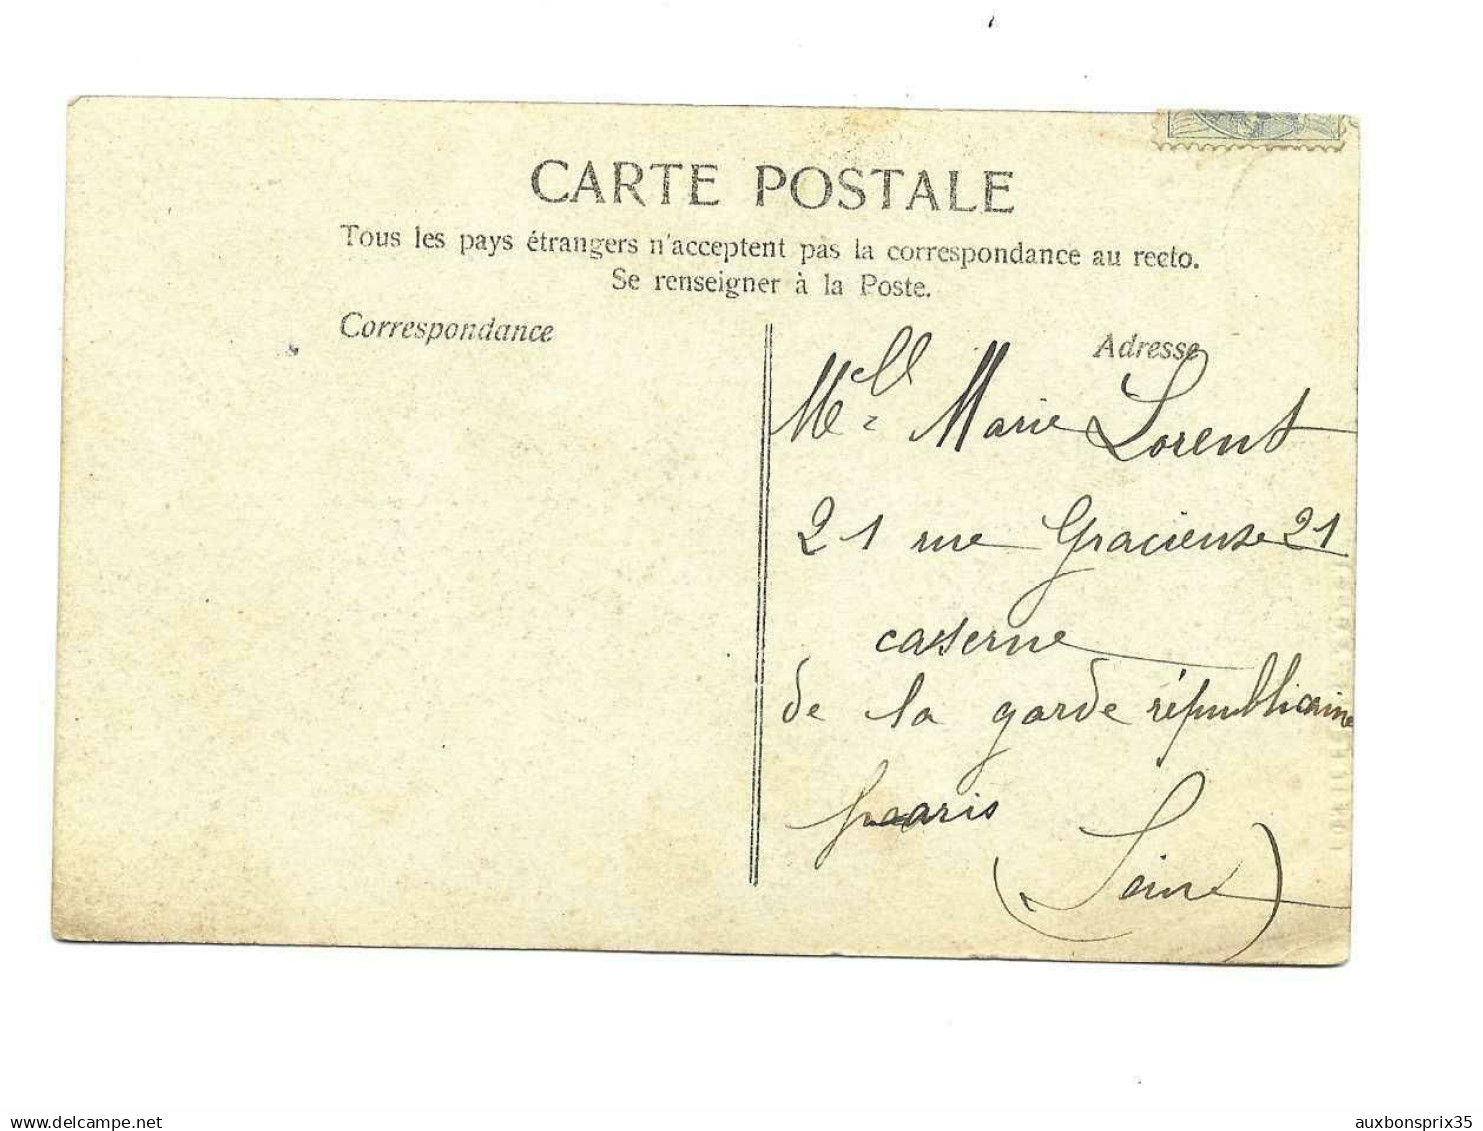 CARTE POSTALE
Tous les pays étrangers n'acceptent pas la correspondance au recto.
Se renseigner à la Poste.
Correspondance
Adresse
Mlle Marie Lorent
21 rue Gracieuse 21
caserne
de la garde républicaine
paris
(Seine)
delcampe.net
auxbonsprix35